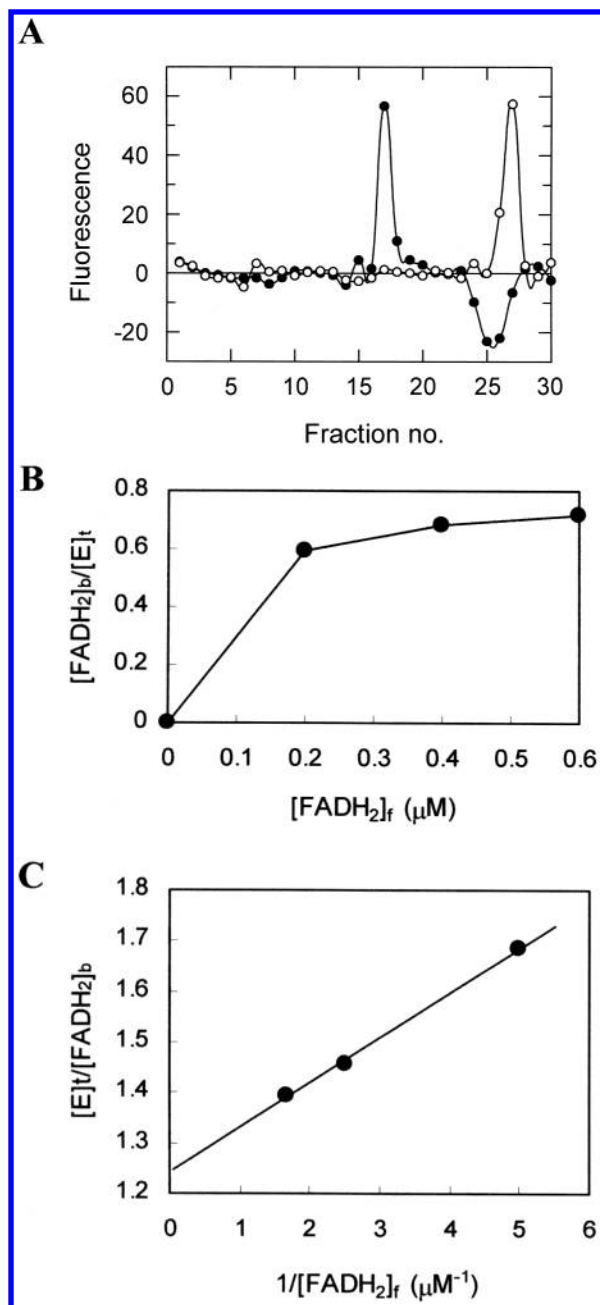 A
60
40
20
0
-20
Fluorescence
0 5 10 15 20 25 30
Fraction no.
B
0.8
0.6
0.4
0.2
0
[FADH2]b/[E]t
0 0.1 0.2 0.3 0.4 0.5 0.6
[FADH2]f (µM)
C
1.8
1.7
1.6
1.5
1.4
1.3
1.2
[E]t/[FADH2]b
0 1 2 3 4 5 6
1/[FADH2]f (µM-1)